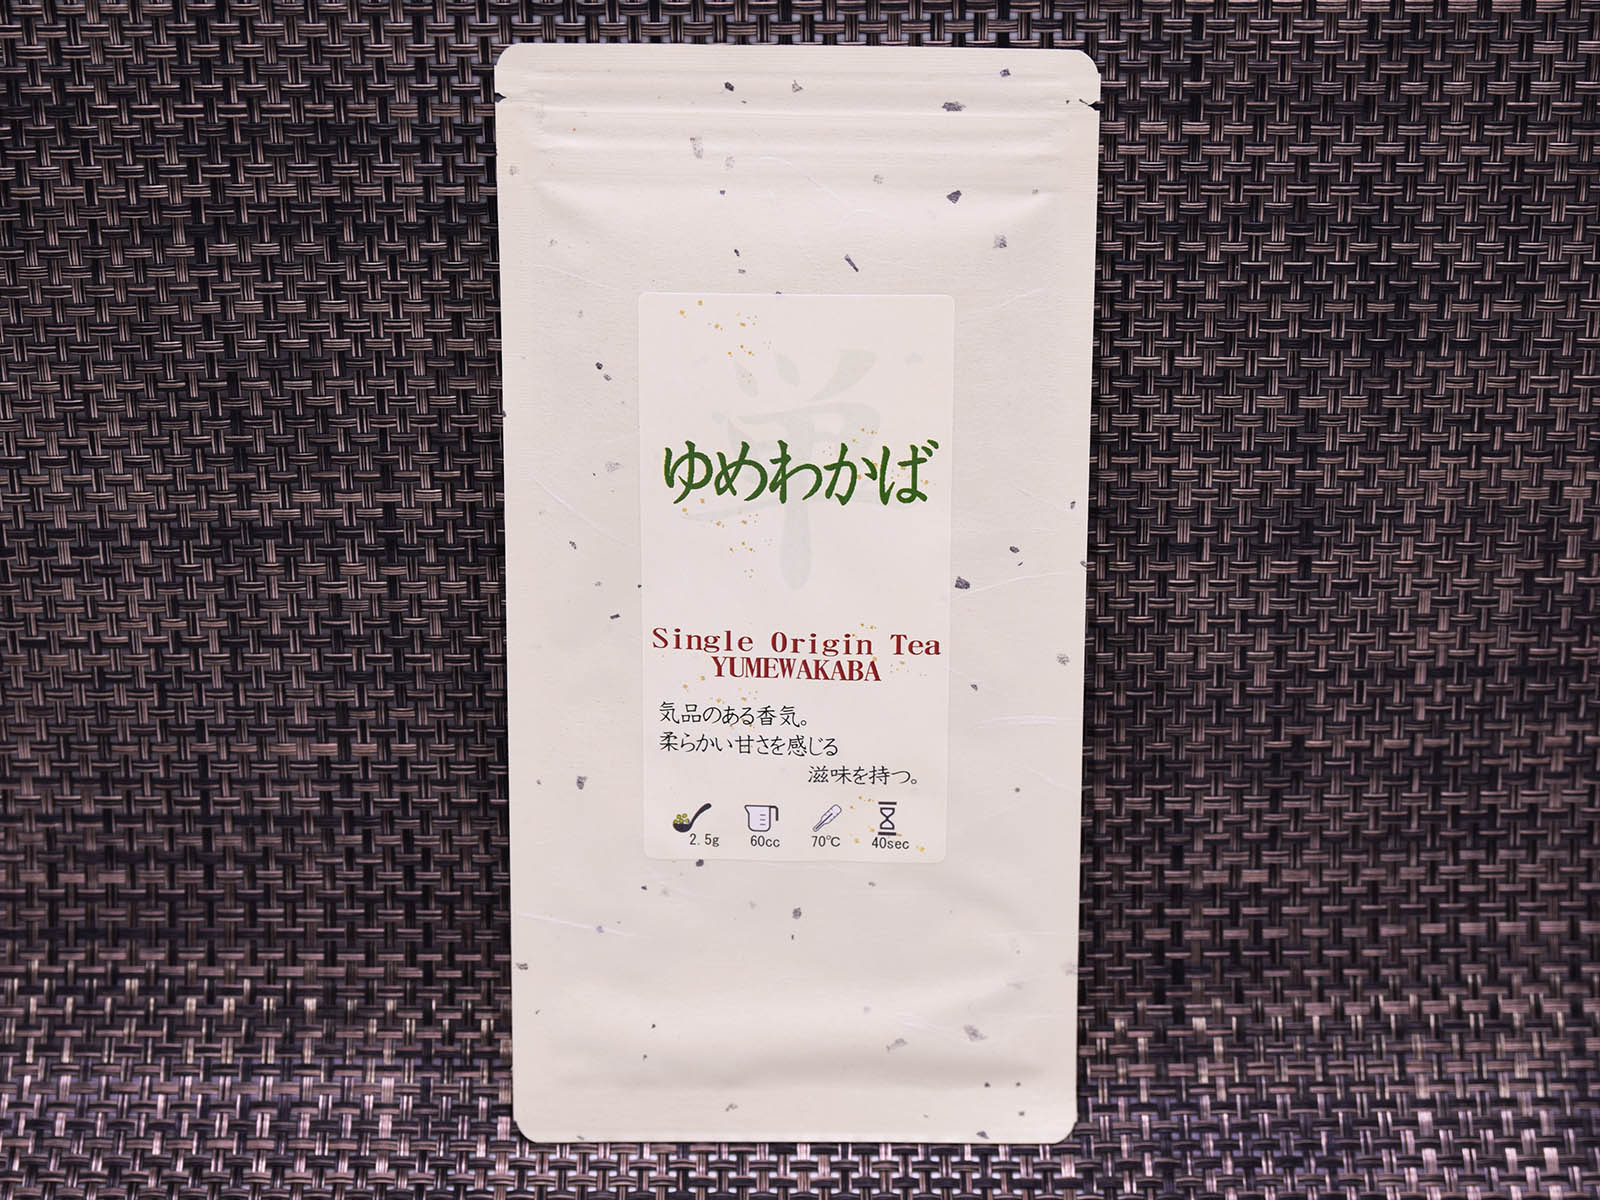 単
ゆめわかば
Single Origin Tea
YUMEWAKABA
気品のある香気。
柔らかい甘さを感じる
滋味を持つ。
2.5g 60cc 70℃ 40sec